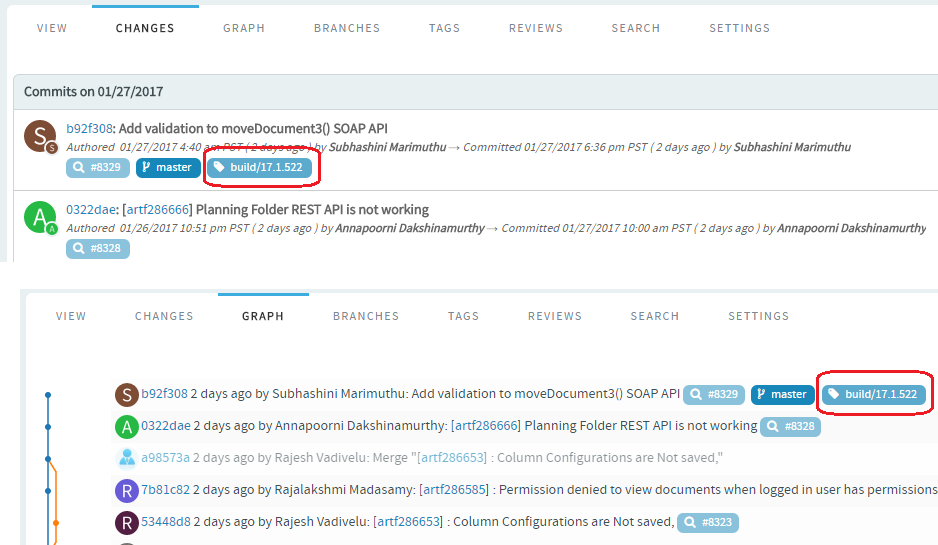 VIEW CHANGES GRAPH BRANCHES TAGS REVIEWS SEARCH SETTINGS
Commits on 01/27/2017
S S b92f308: Add validation to moveDocument3() SOAP API
Authored 01/27/2017 4:40 am PST ( 2 days ago ) by Subhashini Marimuthu → Committed 01/27/2017 6:36 pm PST ( 2 days ago ) by Subhashini Marimuthu
#8329 master build/17.1.522
A A 0322dae: [artf286666] Planning Folder REST API is not working
Authored 01/26/2017 10:51 pm PST ( 2 days ago ) by Annapoorni Dakshinamurthy → Committed 01/27/2017 10:00 am PST ( 2 days ago ) by Annapoorni Dakshinamurthy
#8328
VIEW CHANGES GRAPH BRANCHES TAGS REVIEWS SEARCH SETTINGS
S b92f308 2 days ago by Subhashini Marimuthu: Add validation to moveDocument3() SOAP API #8329 master build/17.1.522
A 0322dae 2 days ago by Annapoorni Dakshinamurthy: [artf286666] Planning Folder REST API is not working #8328
a98573a 2 days ago by Rajesh Vadivelu: Merge "[artf286653] : Column Configurations are Not saved,"
R 7b81c82 2 days ago by Rajalakshmi Madasamy: [artf286585] : Permission denied to view documents when logged in user has permissions
R 53448d8 2 days ago by Rajesh Vadivelu: [artf286653] : Column Configurations are Not saved, #8323